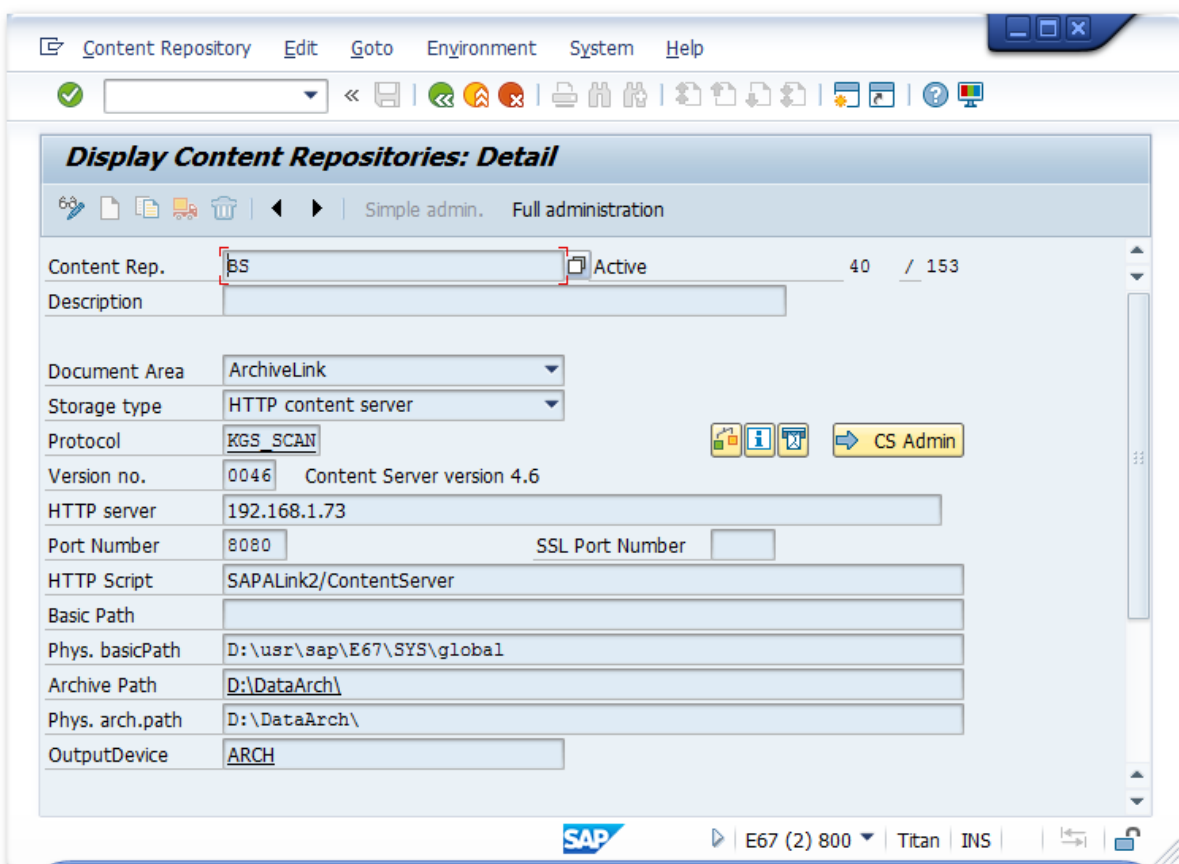 Content Repository Edit Goto Environment System Help
Display Content Repositories: Detail
Simple admin. Full administration
Content Rep. BS Active 40 / 153
Description
Document Area ArchiveLink
Storage type HTTP content server
Protocol KGS_SCAN CS Admin
Version no. 0046 Content Server version 4.6
HTTP server 192.168.1.73
Port Number 8080 SSL Port Number
HTTP Script SAPALink2/ContentServer
Basic Path
Phys. basicPath D:\usr\sap\E67\SYS\global
Archive Path D:\DataArch\
Phys. arch.path D:\DataArch\
OutputDevice ARCH
SAP E67 (2) 800 Titan INS